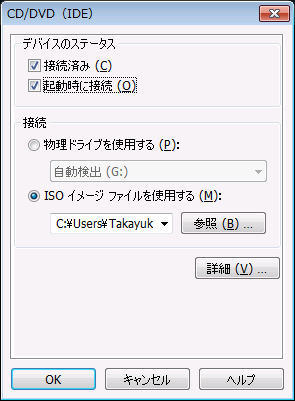 CD/DVD (IDE)
デバイスのステータス
接続済み (C)
起動時に接続 (O)
接続
物理ドライブを使用する (P):
自動検出 (G:)
ISO イメージ ファイルを使用する (M):
C:¥Users¥Takayuk
参照 (B) ...
詳細 (V) ...
OK
キャンセル
ヘルプ